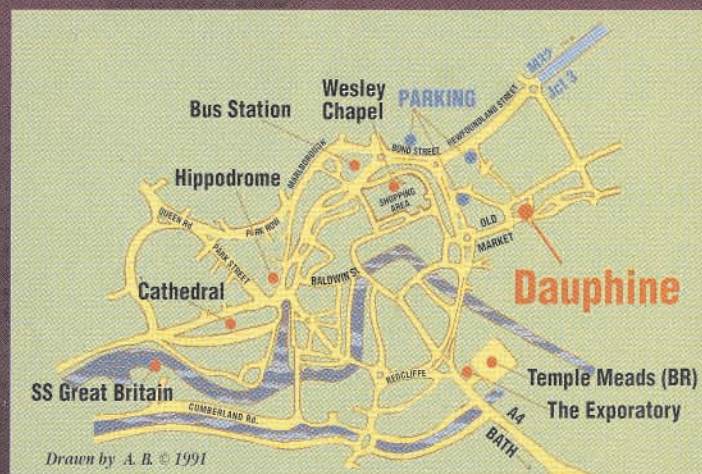 M32
Jct 3
Wesley
Chapel
PARKING
Bus Station
NEWFOUNDLAND STREET
BOND STREET
MARLBOROUGH
Hippodrome
SHOPPING
AREA
QUEEN Rd.
PARK ROW
PARK STREET
OLD
MARKET
BALDWIN St.
Dauphine
Cathedral
SS Great Britain
REDCLIFFE
Temple Meads (BR)
The Exporatory
CUMBERLAND Rd.
A4
BATH
Drawn by A. B. © 1991